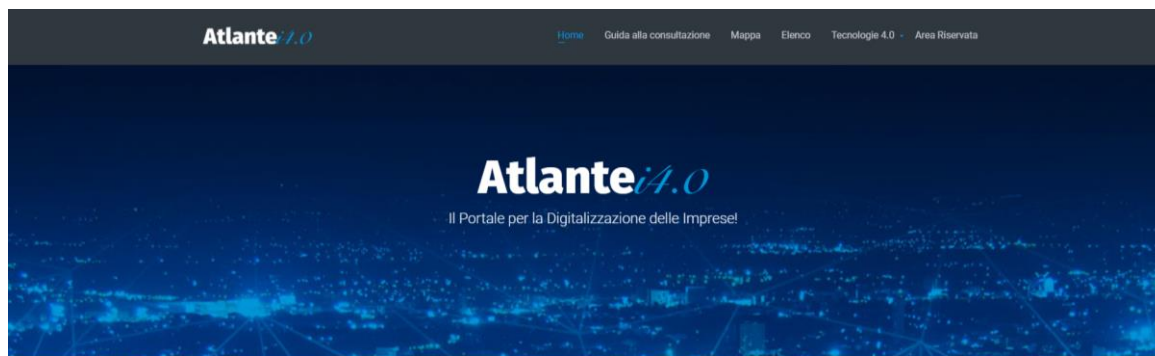 Atlantei4.0
Home Guida alla consultazione Mappa Elenco Tecnologie 4.0 Area Riservata
Atlantei4.0
Il Portale per la Digitalizzazione delle Imprese!